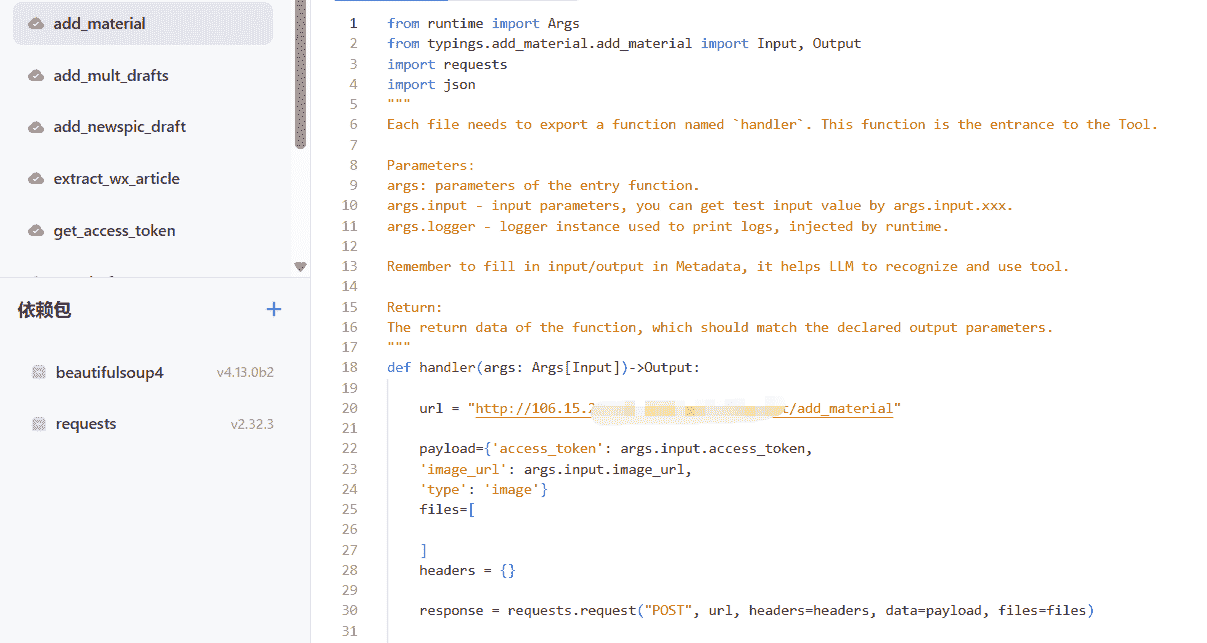 add_material
add_mult_drafts
add_newspic_draft
extract_wx_article
get_access_token
依赖包
+
beautifulsoup4 v4.13.0b2
requests v2.32.3
1 from runtime import Args
2 from typings.add_material.add_material import Input, Output
3 import requests
4 import json
5 """
6 Each file needs to export a function named `handler`. This function is the entrance to the Tool.
7
8 Parameters:
9 args: parameters of the entry function.
10 args.input - input parameters, you can get test input value by args.input.xxx.
11 args.logger - logger instance used to print logs, injected by runtime.
12
13 Remember to fill in input/output in Metadata, it helps LLM to recognize and use tool.
14
15 Return:
16 The return data of the function, which should match the declared output parameters.
17 """
18 def handler(args: Args[Input])->Output:
19
20 url = "http://106.15. /add_material"
21
22 payload={'access_token': args.input.access_token,
23 'image_url': args.input.image_url,
24 'type': 'image'}
25 files=[
26
27 ]
28 headers = {}
29
30 response = requests.request("POST", url, headers=headers, data=payload, files=files)
31